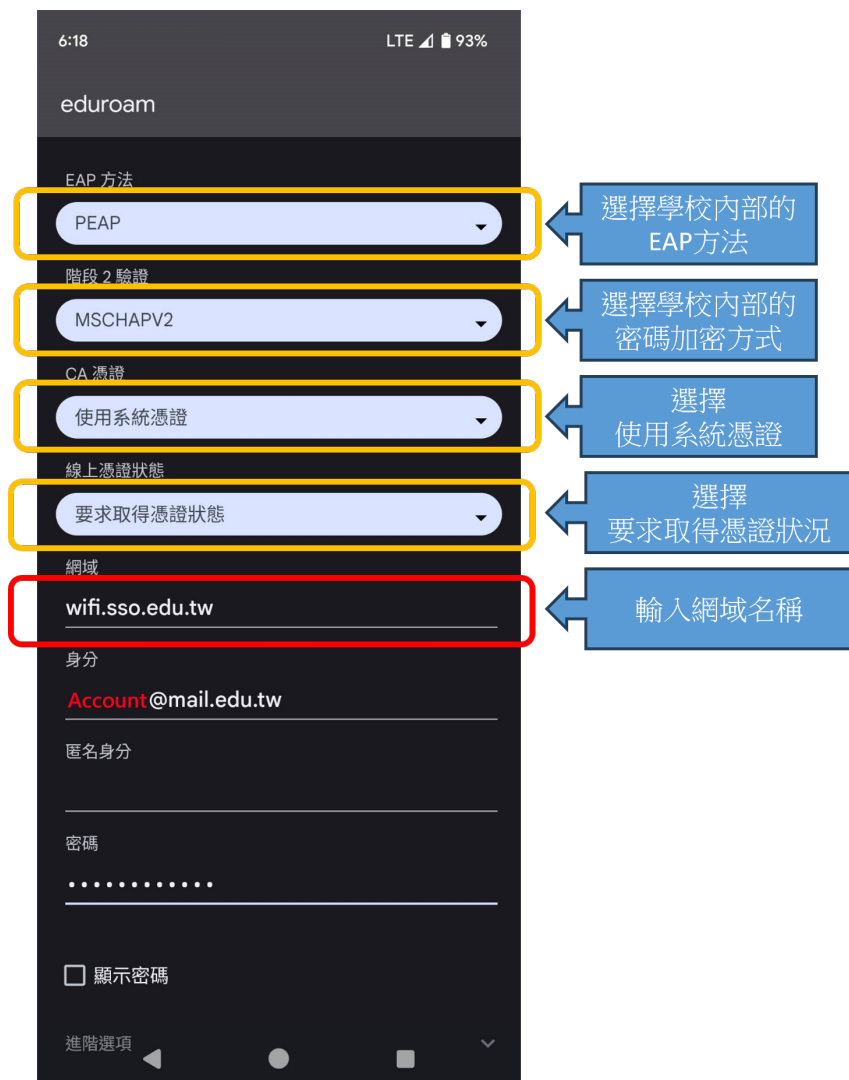 6:18
LTE 93%
eduroam
EAP 方法
PEAP
選擇學校內部的
EAP方法
階段 2 驗證
MSCHAPV2
選擇學校內部的
密碼加密方式
CA 憑證
使用系統憑證
選擇
使用系統憑證
線上憑證狀態
要求取得憑證狀態
選擇
要求取得憑證狀況
網域
wifi.sso.edu.tw
輸入網域名稱
身分
Account@mail.edu.tw
匿名身分
密碼
••••••••••••
顯示密碼
進階選項